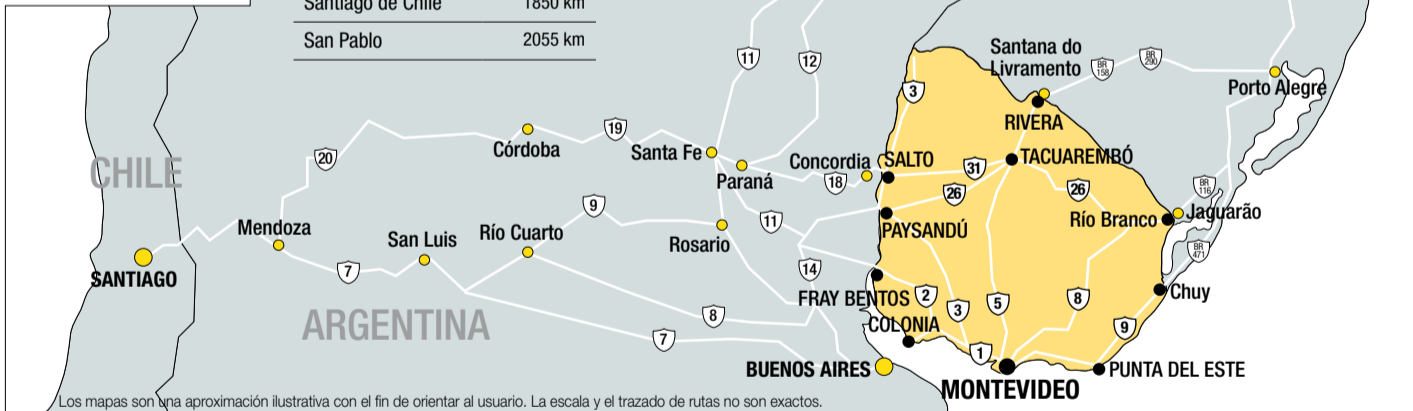 Santiago de Chile 1850 km
San Pablo 2055 km
11
12
3
Santana do
Livramento
BR
158
BR
290
Porto Alegre
RIVERA
CHILE
20
Córdoba
19
Santa Fe
Paraná
Concordia
18
SALTO
31
TACUAREMBÓ
26
26
BR
116
Mendoza
San Luis
Río Cuarto
9
Rosario
11
PAYSANDÚ
Río Branco
Jaguarão
BR
471
SANTIAGO
7
14
FRAY BENTOS
2
3
5
8
Chuy
ARGENTINA
8
7
COLONIA
1
9
BUENOS AIRES
MONTEVIDEO
PUNTA DEL ESTE
Los mapas son una aproximación ilustrativa con el fin de orientar al usuario. La escala y el trazado de rutas no son exactos.